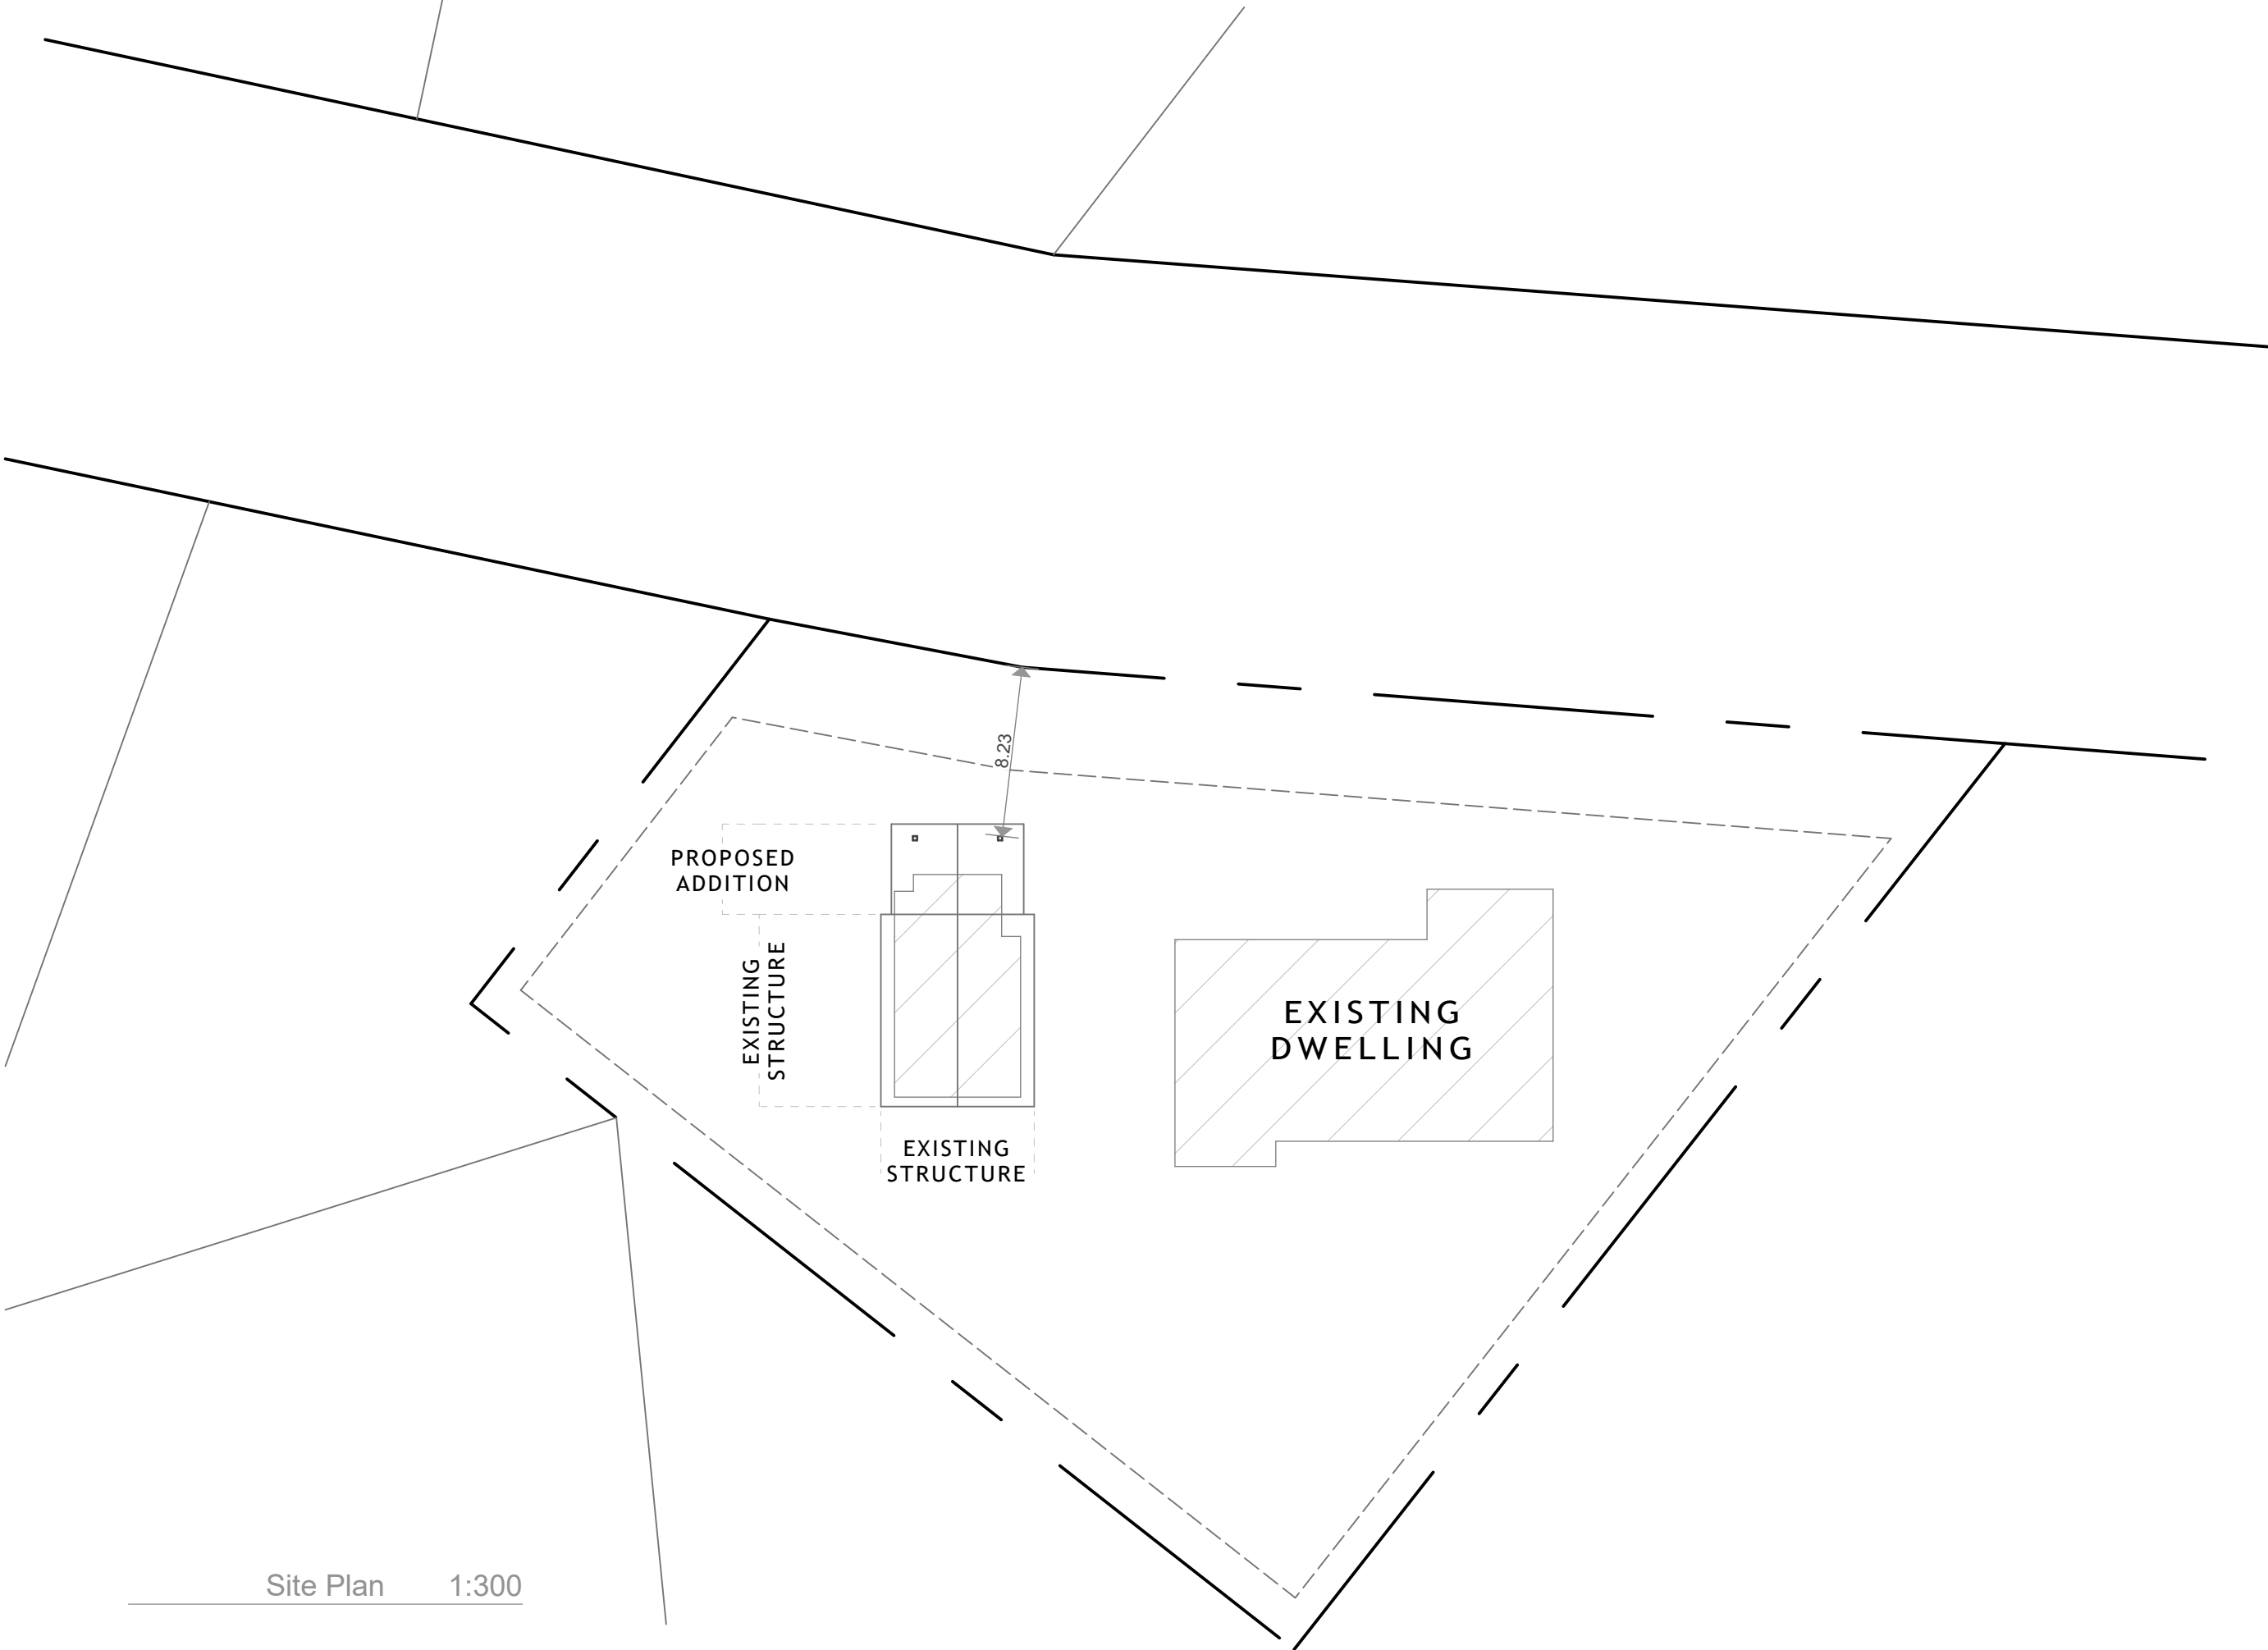 8.23
PROPOSED
ADDITION
EXISTING
STRUCTURE
EXISTING
DWELLING
EXISTING
STRUCTURE
Site Plan 1:300